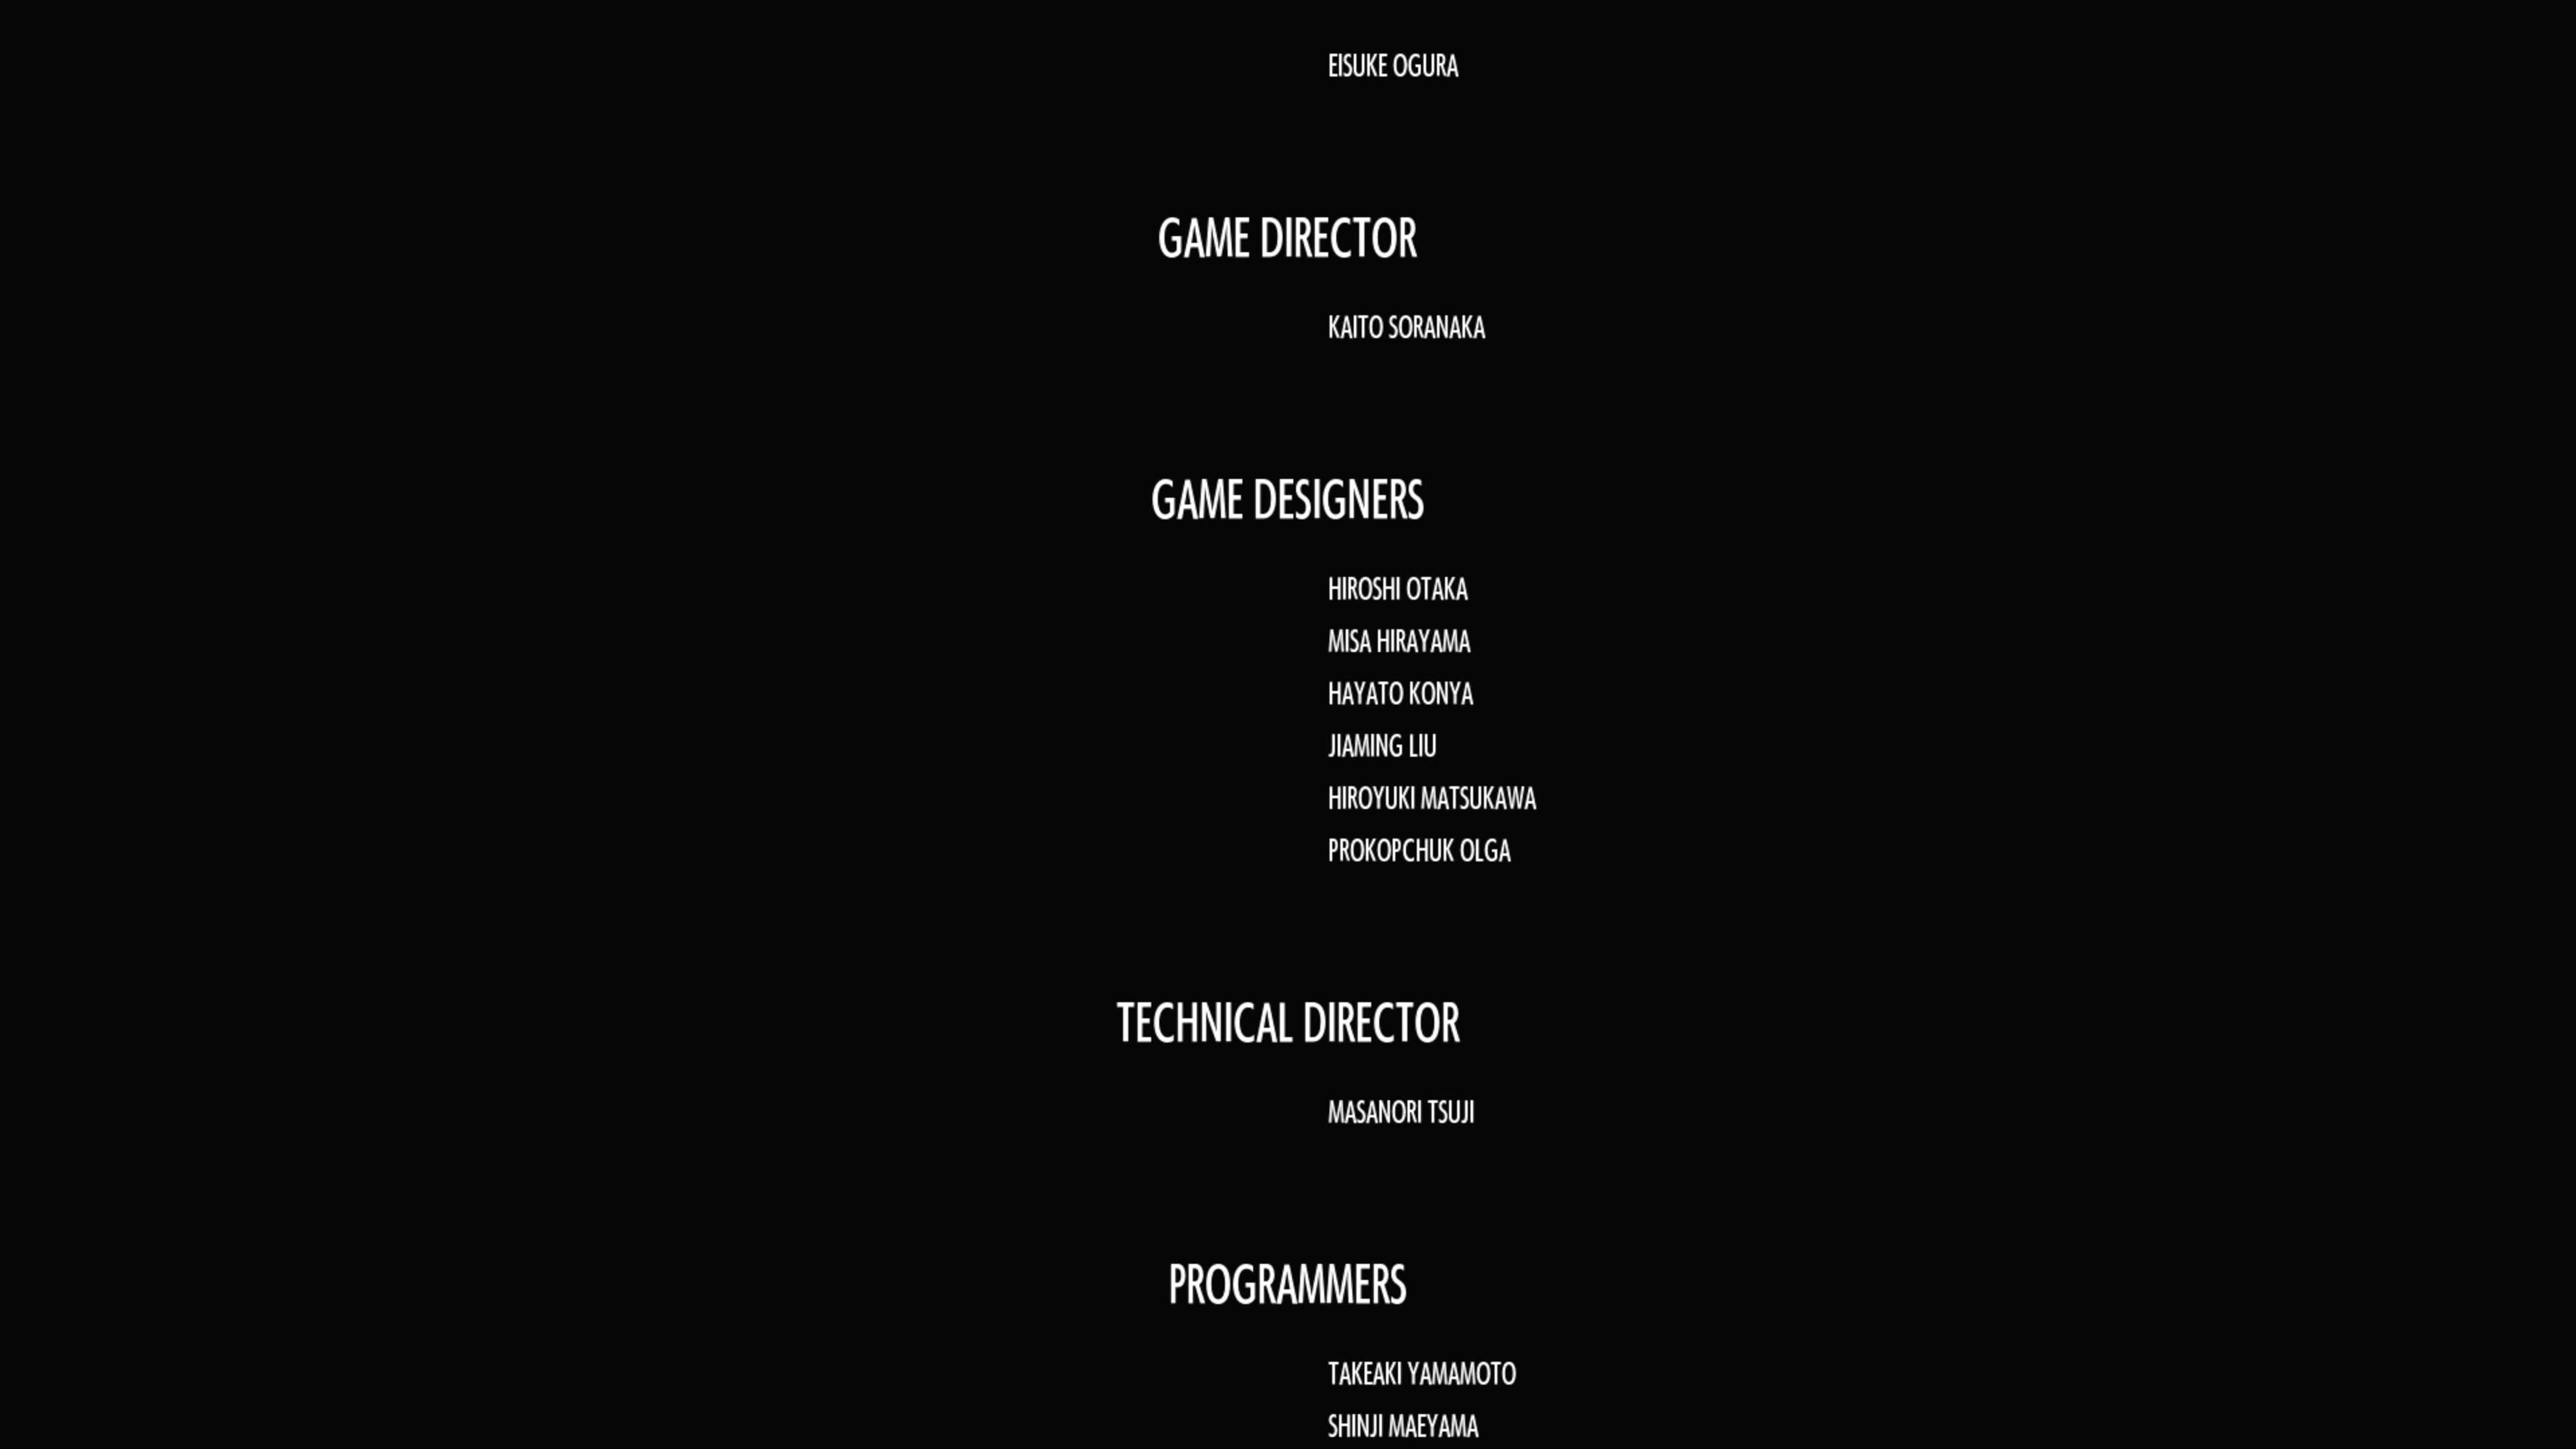 EISUKE OGURA
GAME DIRECTOR
KAITO SORANAKA
GAME DESIGNERS
HIROSHI OTAKA
MISA HIRAYAMA
HAYATO KONYA
JIAMING LIU
HIROYUKI MATSUKAWA
PROKOPCHUK OLGA
TECHNICAL DIRECTOR
MASANORI TSUJI
PROGRAMMERS
TAKEAKI YAMAMOTO
SHINJI MAEYAMA